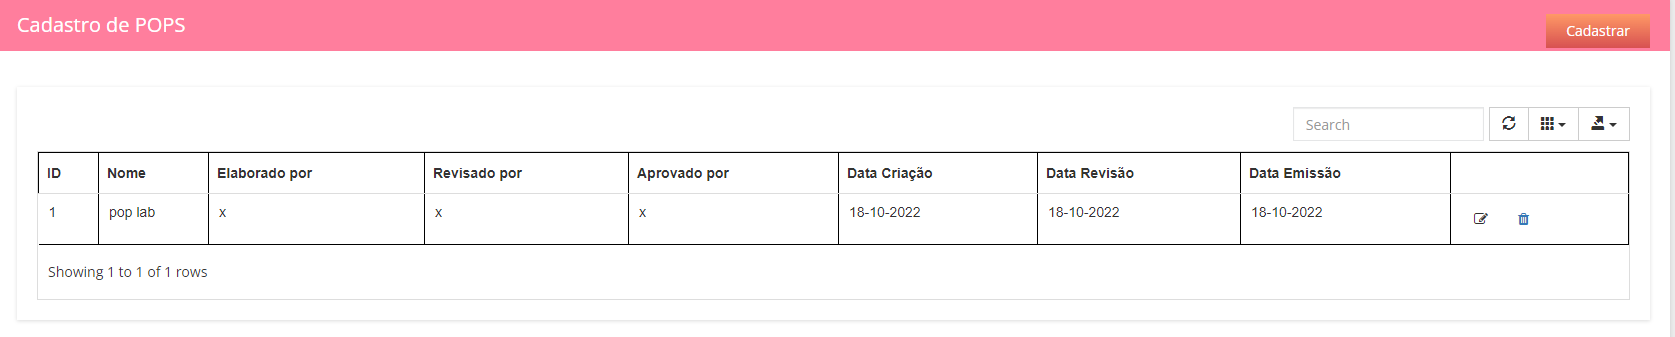 Cadastro de POPS
Cadastrar
Search
ID Nome Elaborado por Revisado por Aprovado por Data Criação Data Revisão Data Emissão
1 pop lab x x x 18-10-2022 18-10-2022 18-10-2022
Showing 1 to 1 of 1 rows